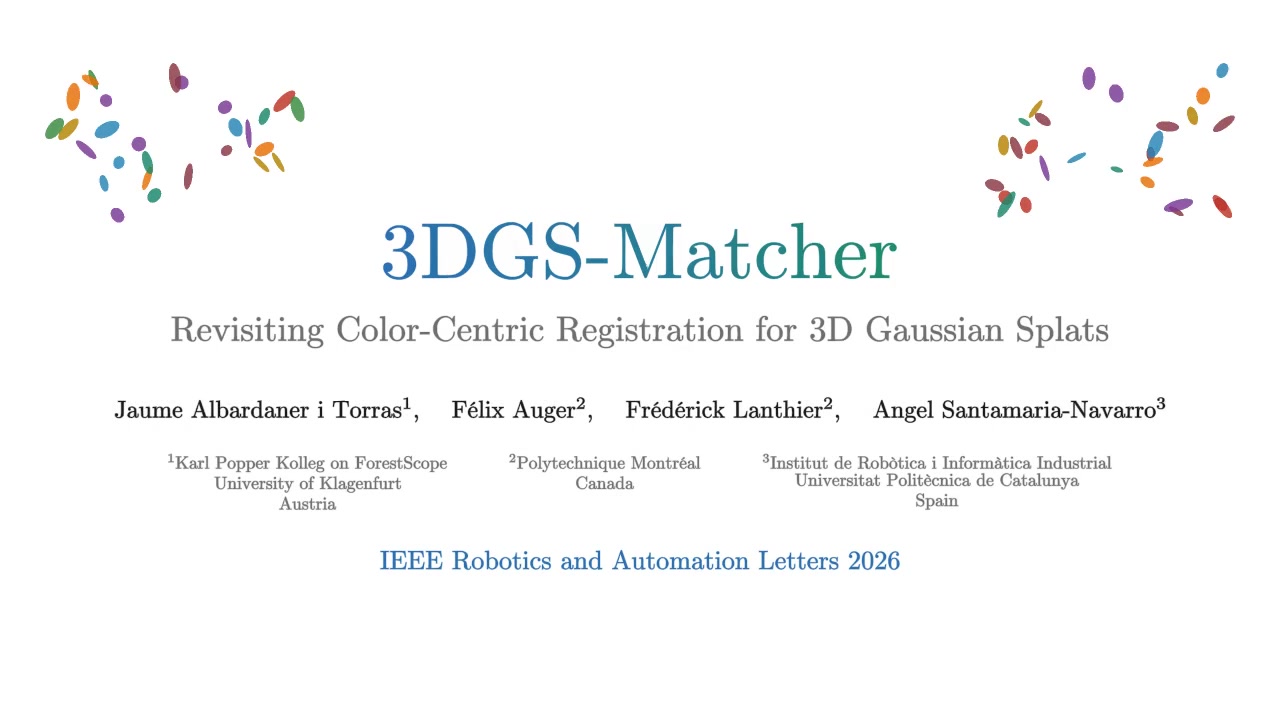 3DGS-Matcher
Revisiting Color-Centric Registration for 3D Gaussian Splats
Jaume Albardaner i Torras¹, Félix Auger², Frédérick Lanthier², Angel Santamaria-Navarro³
¹Karl Popper Kolleg on ForestScope
University of Klagenfurt
Austria
²Polytechnique Montréal
Canada
³Institut de Robòtica i Informàtica Industrial
Universitat Politècnica de Catalunya
Spain
IEEE Robotics and Automation Letters 2026